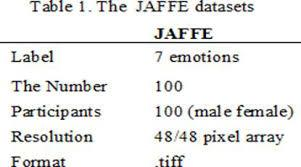 Table 1. The JAFFE datasets
JAFFE
Label 7 emotions
The Number 100
Participants 100 (male female)
Resolution 48/48 pixel array
Format .tiff